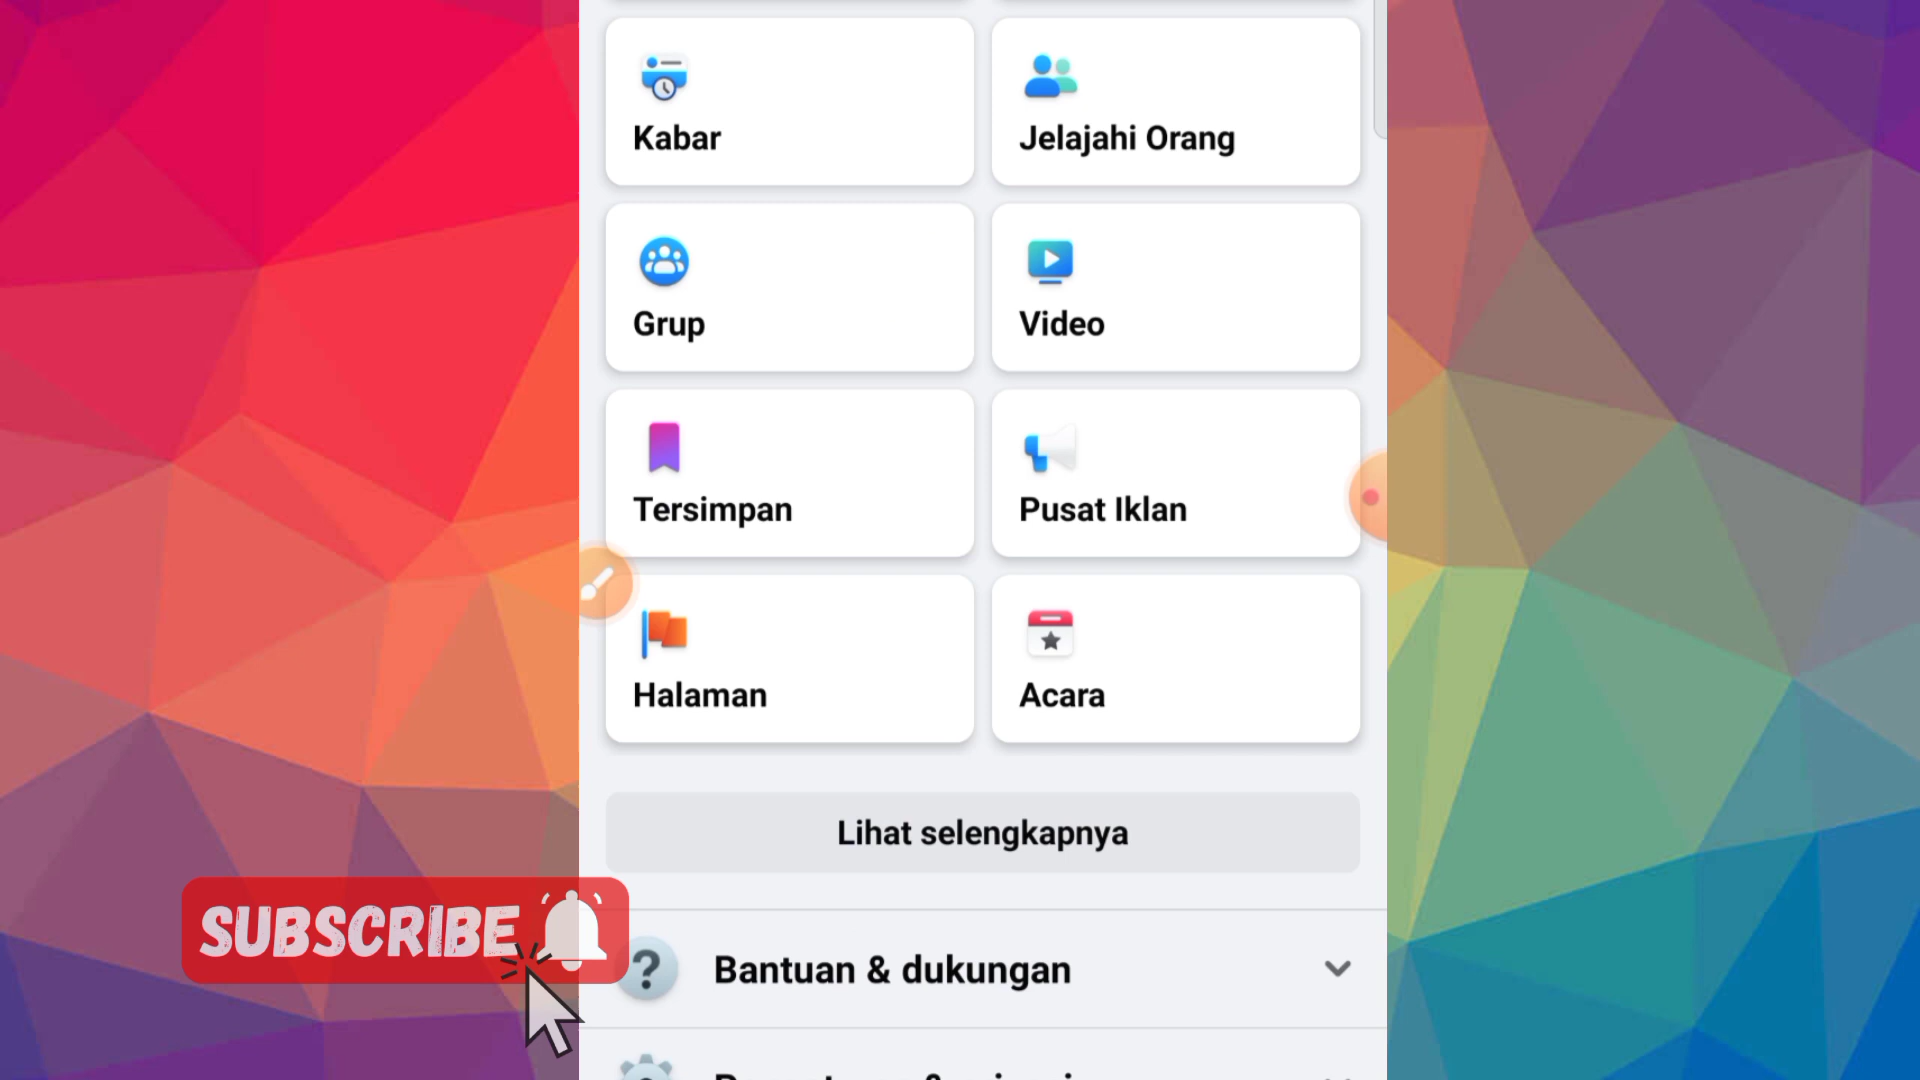 Kabar
Jelajahi Orang
Grup
Video
Tersimpan
Pusat Iklan
Halaman
Acara
Lihat selengkapnya
SUBSCRIBE
Bantuan & dukungan